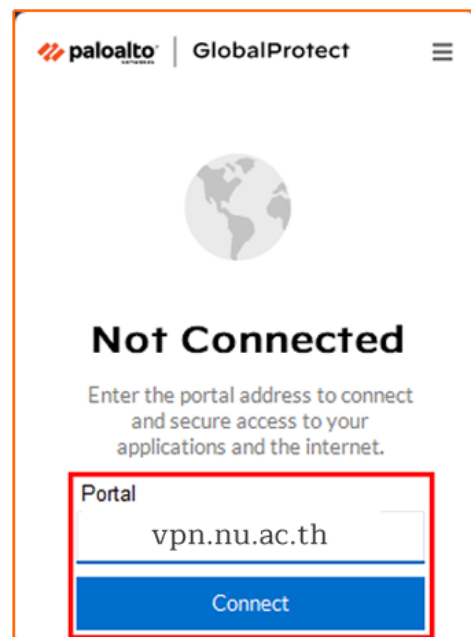 paloalto | GlobalProtect
NETWORKS
Not Connected
Enter the portal address to connect
and secure access to your
applications and the internet.
Portal
vpn.nu.ac.th
Connect